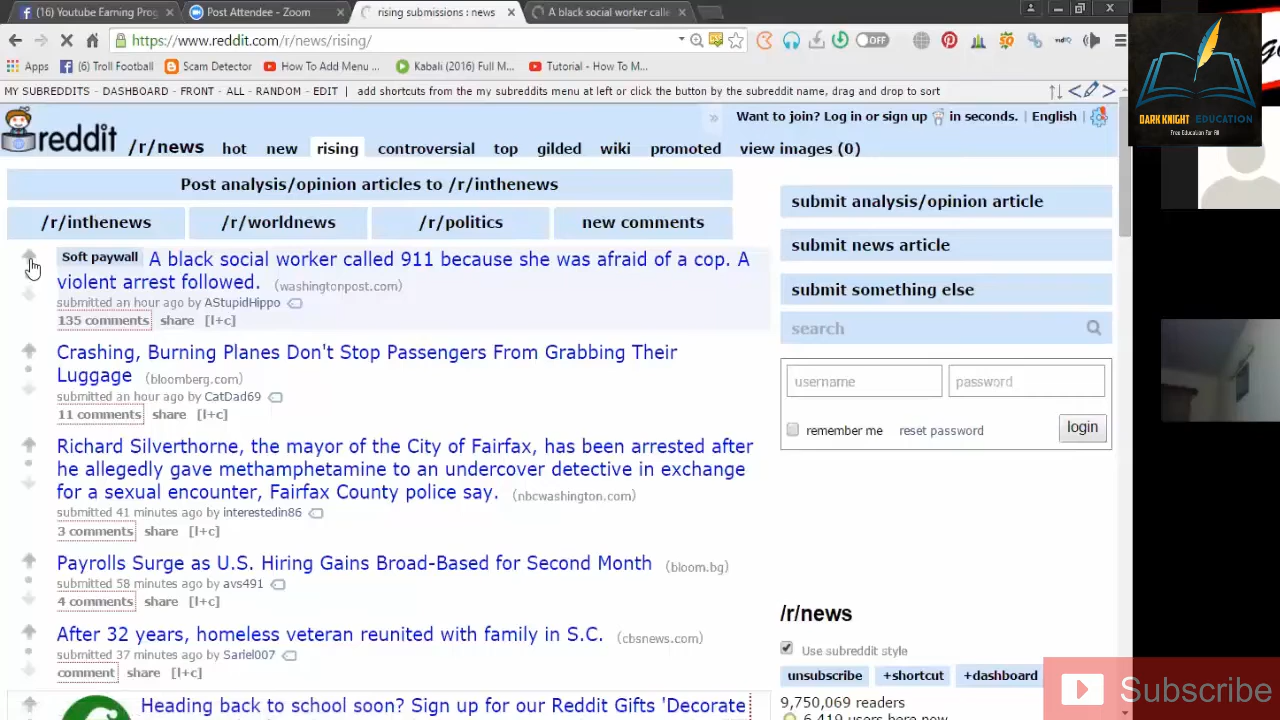 (16) Youtube Earning Prog
Post Attendee - Zoom
rising submissions : news
A black social worker calle
https://www.reddit.com/r/news/rising/
OFF
Apps
(6) Troll Football
Scam Detector
How To Add Menu ...
Kabali (2016) Full M...
Tutorial - How To M...
MY SUBREDDITS - DASHBOARD - FRONT - ALL - RANDOM - EDIT | add shortcuts from the my subreddits menu at left or click the button by the subreddit name, drag and drop to sort
DARK KNIGHT EDUCATION
Free Education For All
Want to join? Log in or sign up in seconds. | English
reddit /r/news hot new rising controversial top gilded wiki promoted view images (0)
Post analysis/opinion articles to /r/inthenews
/r/inthenews /r/worldnews /r/politics new comments
Soft paywall A black social worker called 911 because she was afraid of a cop. A
violent arrest followed. (washingtonpost.com)
submitted an hour ago by AStupidHippo
135 comments share [l+c]
Crashing, Burning Planes Don't Stop Passengers From Grabbing Their
Luggage (bloomberg.com)
submitted an hour ago by CatDad69
11 comments share [l+c]
Richard Silverthorne, the mayor of the City of Fairfax, has been arrested after
he allegedly gave methamphetamine to an undercover detective in exchange
for a sexual encounter, Fairfax County police say. (nbcwashington.com)
submitted 41 minutes ago by interestedin86
3 comments share [l+c]
Payrolls Surge as U.S. Hiring Gains Broad-Based for Second Month (bloom.bg)
submitted 58 minutes ago by avs491
4 comments share [l+c]
After 32 years, homeless veteran reunited with family in S.C. (cbsnews.com)
submitted 37 minutes ago by Sariel007
comment share [l+c]
Heading back to school soon? Sign up for our Reddit Gifts 'Decorate
submit analysis/opinion article
submit news article
submit something else
search
username
password
remember me
reset password
login
/r/news
Use subreddit style
unsubscribe
+shortcut
+dashboard
9,750,069 readers
6,419 users here now
Subscribe